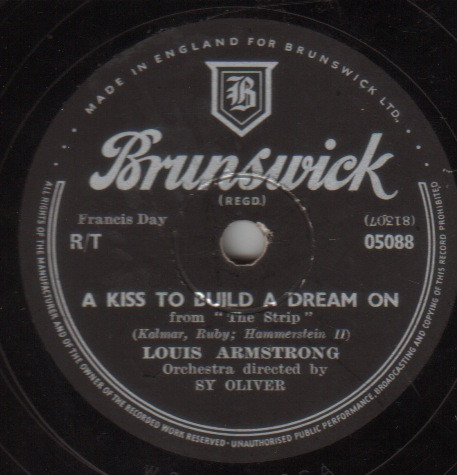 MADE IN ENGLAND FOR BRUNSWICK LTD.
B
Brunswick
(REGD.)
Francis Day
(81307)
R/T
05088
A KISS TO BUILD A DREAM ON
from "The Strip"
(Kalmar, Ruby; Hammerstein II)
LOUIS ARMSTRONG
Orchestra directed by
SY OLIVER
ALL RIGHTS OF THE MANUFACTURER AND OF THE OWNER OF THE RECORDED WORK RESERVED - UNAUTHORISED PUBLIC PERFORMANCE, BROADCASTING AND COPYING OF THIS RECORD PROHIBITED